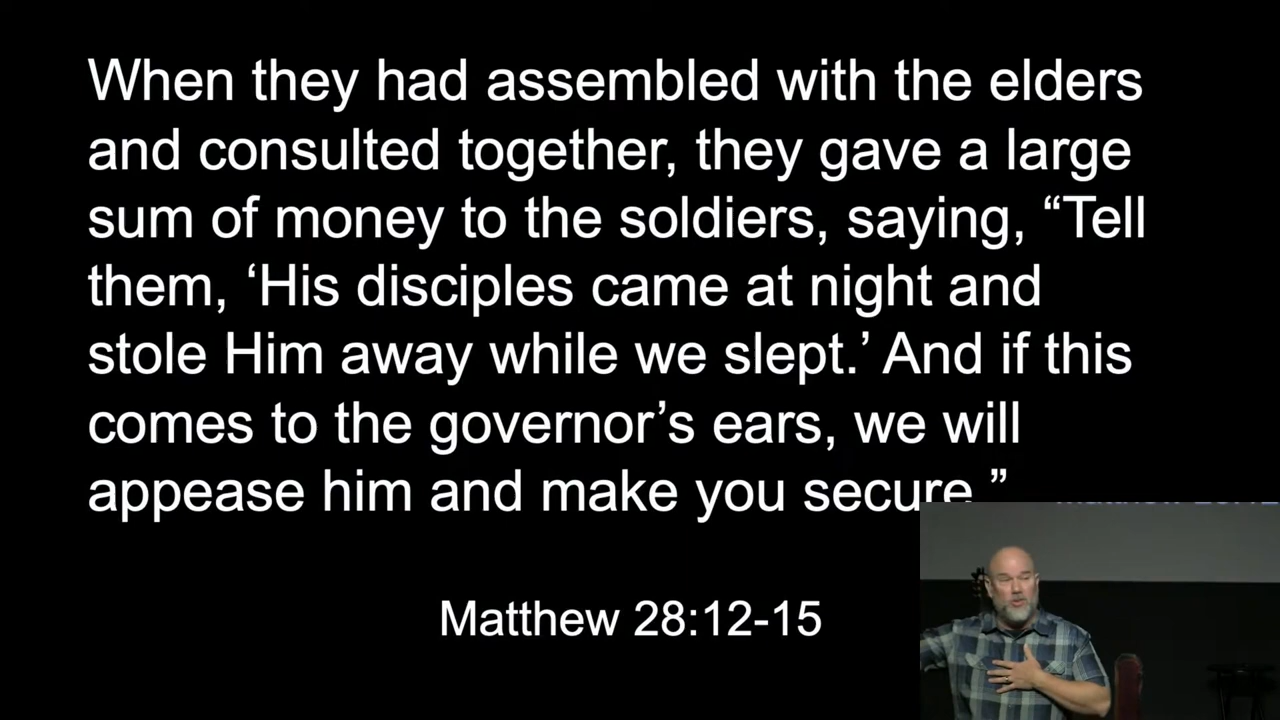 When they had assembled with the elders
and consulted together, they gave a large
sum of money to the soldiers, saying, “Tell
them, ‘His disciples came at night and
stole Him away while we slept.’ And if this
comes to the governor’s ears, we will
appease him and make you secure.”
Matthew 28:12-15